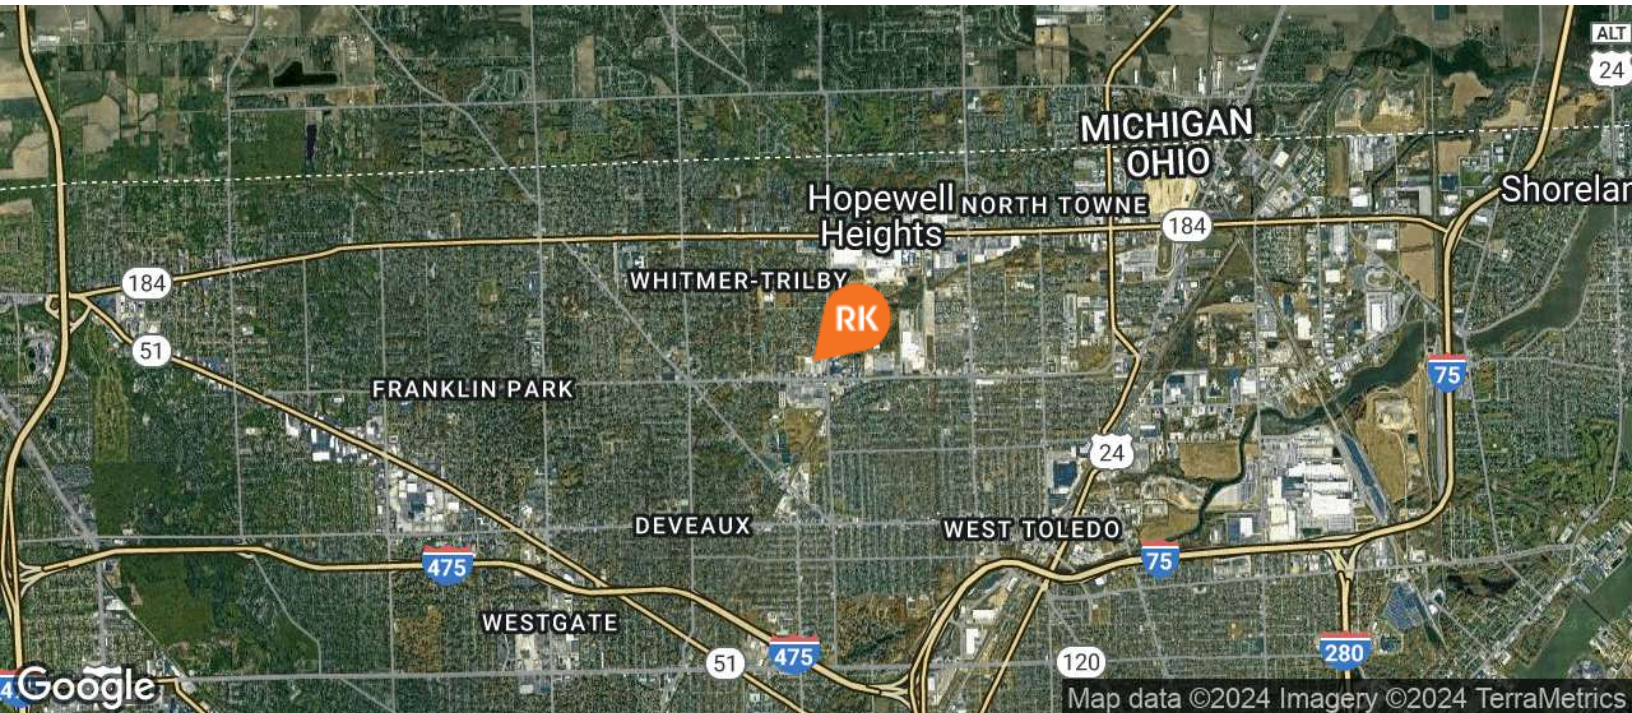 ALT
24
MICHIGAN
OHIO
Hopewell
Heights
NORTH TOWNE
Shorelan
184
184
WHITMER-TRILBY
RK
51
75
FRANKLIN PARK
24
DEVEAUX
WEST TOLEDO
475
75
WESTGATE
51
475
120
280
Google
Map data ©2024 Imagery ©2024 TerraMetrics